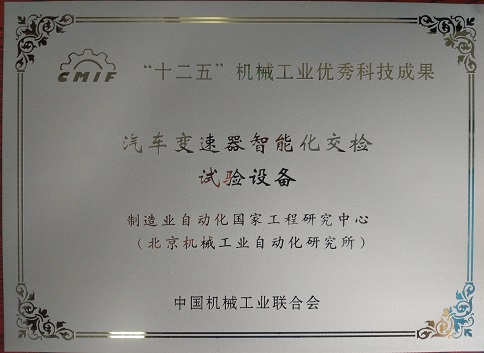 CMIF
“十二五”机械工业优秀科技成果
汽车变速器智能化交检
试验设备
制造业自动化国家工程研究中心
（北京机械工业自动化研究所）
中国机械工业联合会